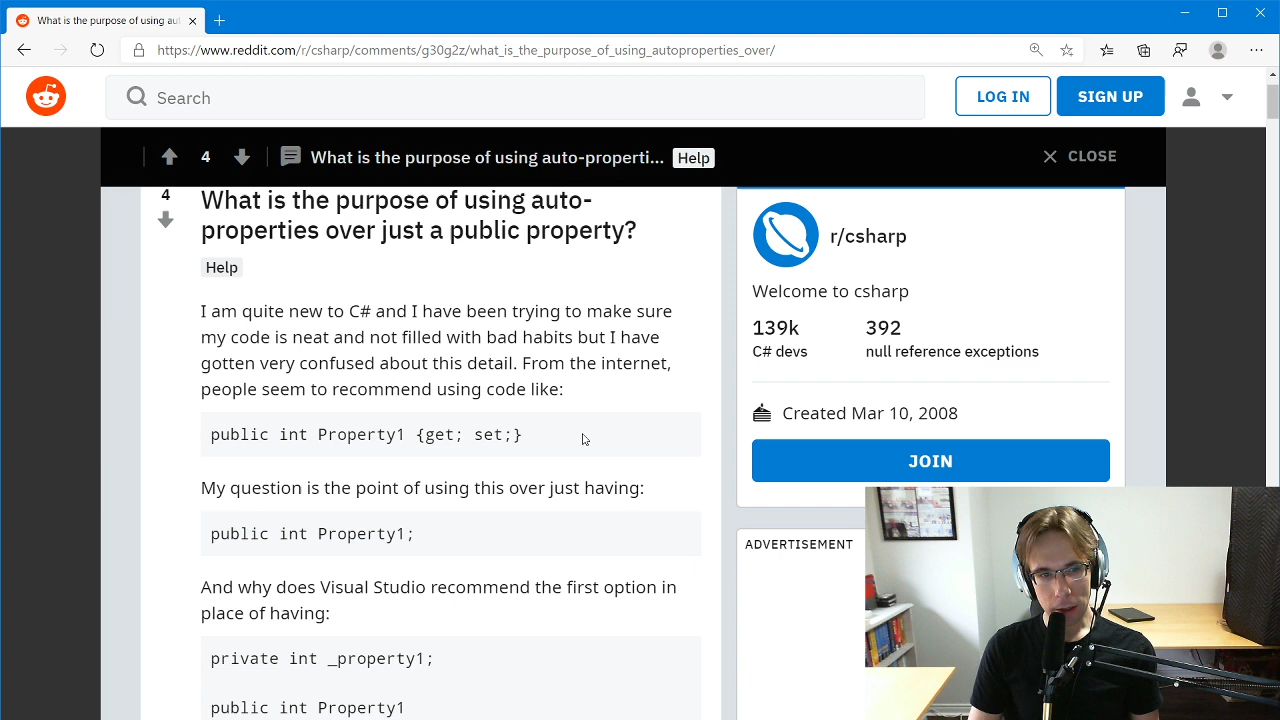 What is the purpose of using au
https://www.reddit.com/r/csharp/comments/g30g2z/what_is_the_purpose_of_using_autoproperties_over/
Search
LOG IN
SIGN UP
4
What is the purpose of using auto-properti...
Help
CLOSE
4
What is the purpose of using auto-
properties over just a public property?
Help
I am quite new to C# and I have been trying to make sure
my code is neat and not filled with bad habits but I have
gotten very confused about this detail. From the internet,
people seem to recommend using code like:
public int Property1 {get; set;}
My question is the point of using this over just having:
public int Property1;
And why does Visual Studio recommend the first option in
place of having:
private int _property1;
public int Property1
r/csharp
Welcome to csharp
139k
392
C# devs
null reference exceptions
Created Mar 10, 2008
JOIN
ADVERTISEMENT